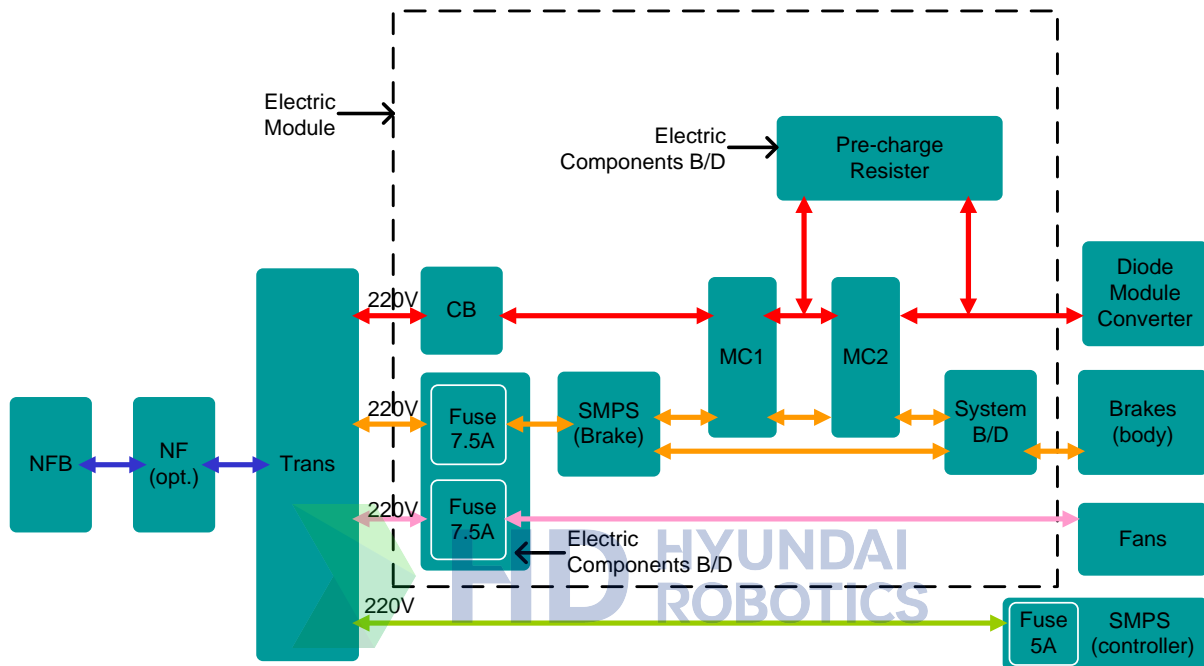 Electric
Module
Electric
Components B/D
Pre-charge
Resister
220V
CB
MC1
MC2
Diode
Module
Converter
220V
Fuse
7.5A
SMPS
(Brake)
System
B/D
Brakes
(body)
NFB
NF
(opt.)
Trans
220V
Fuse
7.5A
Electric
Components B/D
Fans
HD HYUNDAI
ROBOTICS
220V
Fuse
5A
SMPS
(controller)